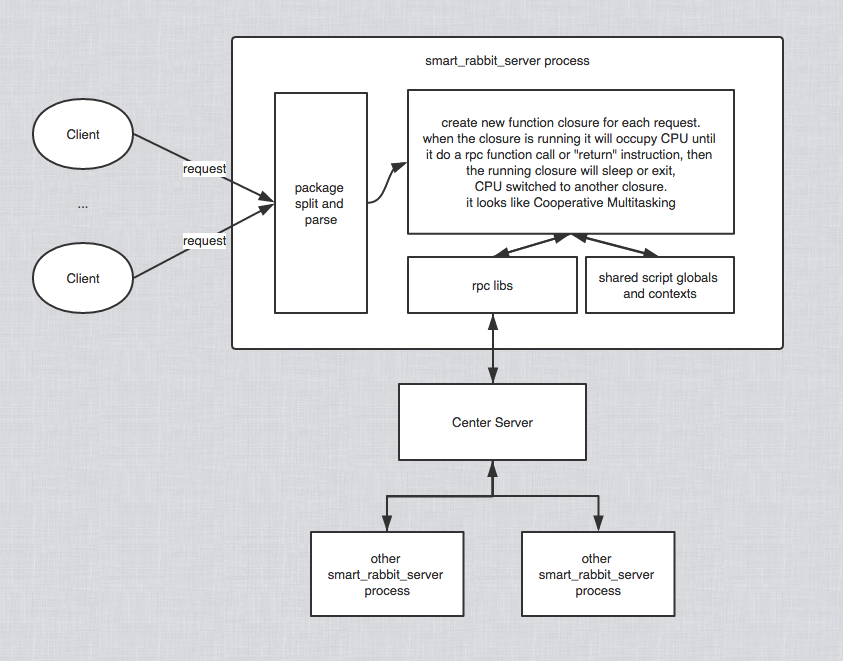 smart_rabbit_server process
Client
request
...
request
Client
package
split and
parse
create new function closure for each request.
when the closure is running it will occupy CPU until
it do a rpc function call or "return" instruction, then
the running closure will sleep or exit,
CPU switched to another closure.
it looks like Cooperative Multitasking
rpc libs
shared script globals
and contexts
Center Server
other
smart_rabbit_server
process
other
smart_rabbit_server
process